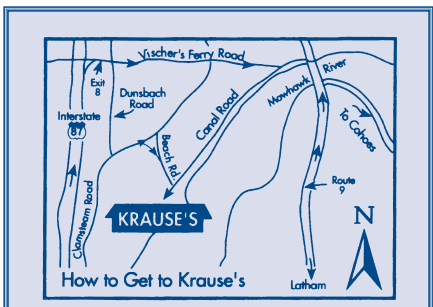 Vischer's Ferry Road
Exit
8
Dunsbach
Road
Interstate
87
Mowhawk
River
Canal Road
To Cohoes
Beach Rd.
Clamsteam Road
Route
9
KRAUSE'S
N
How to Get to Krause's
Latham